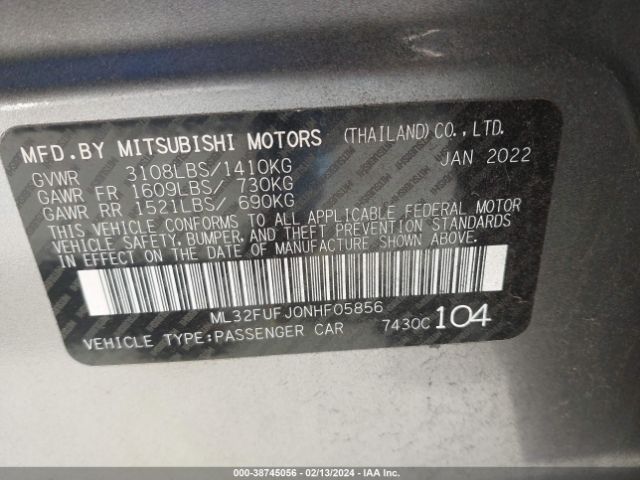 MFD.BY MITSUBISHI MOTORS (THAILAND)CO.,LTD.
GVWR 3108LBS/1410KG JAN 2022
GAWR FR 1609LBS/ 730KG
GAWR RR 1521LBS/ 690KG
THIS VEHICLE CONFORMS TO ALL APPLICABLE FEDERAL MOTOR
VEHICLE SAFETY, BUMPER, AND THEFT PREVENTION STANDARDS
IN EFFECT ON THE DATE OF MANUFACTURE SHOWN ABOVE.
ML32FUFJ0NHF05856
VEHICLE TYPE:PASSENGER CAR 7430C 104
000-38745056 - 02/13/2024 - IAA Inc.